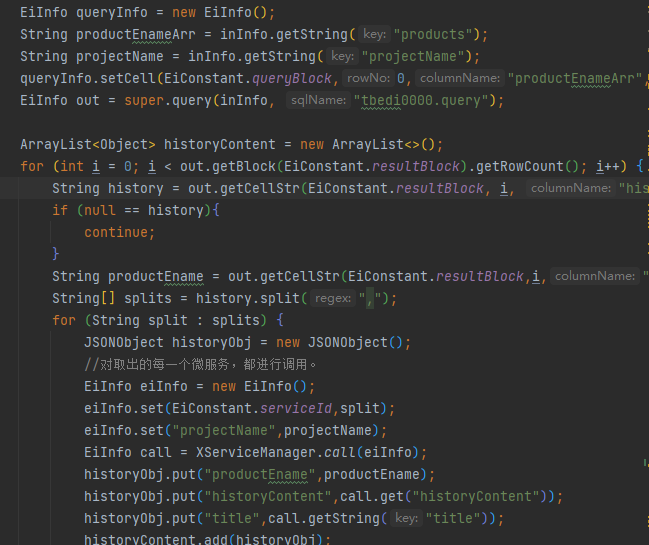 EiInfo queryInfo = new EiInfo();
String productEnameArr = inInfo.getString( key: "products");
String projectName = inInfo.getString( key: "projectName");
queryInfo.setCell(EiConstant.queryBlock, rowNo: 0, columnName: "productEnameArr",
EiInfo out = super.query(inInfo, sqlName: "tbedi0000.query");
ArrayList<Object> historyContent = new ArrayList<>();
for (int i = 0; i < out.getBlock(EiConstant.resultBlock).getRowCount(); i++) {
String history = out.getCellStr(EiConstant.resultBlock, i, columnName: "his
if (null == history){
continue;
}
String productEname = out.getCellStr(EiConstant.resultBlock,i, columnName: "
String[] splits = history.split( regex: ",");
for (String split : splits) {
JSONObject historyObj = new JSONObject();
//对取出的每一个微服务,都进行调用。
EiInfo eiInfo = new EiInfo();
eiInfo.set(EiConstant.serviceId,split);
eiInfo.set("projectName",projectName);
EiInfo call = XServiceManager.call(eiInfo);
historyObj.put("productEname",productEname);
historyObj.put("historyContent",call.get("historyContent"));
historyObj.put("title",call.getString( key: "title"));
historyContent.add(historyObj);